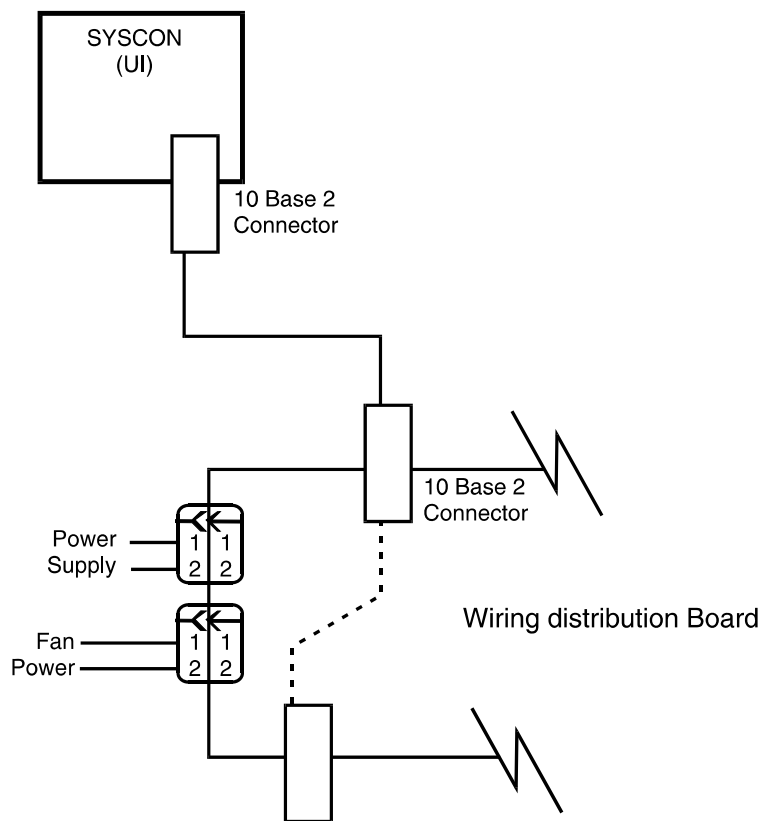 SYSCON
(UI)
10 Base 2
Connector
10 Base 2
Connector
Power
Supply
1 1
2 2
Wiring distribution Board
Fan
Power
1 1
2 2